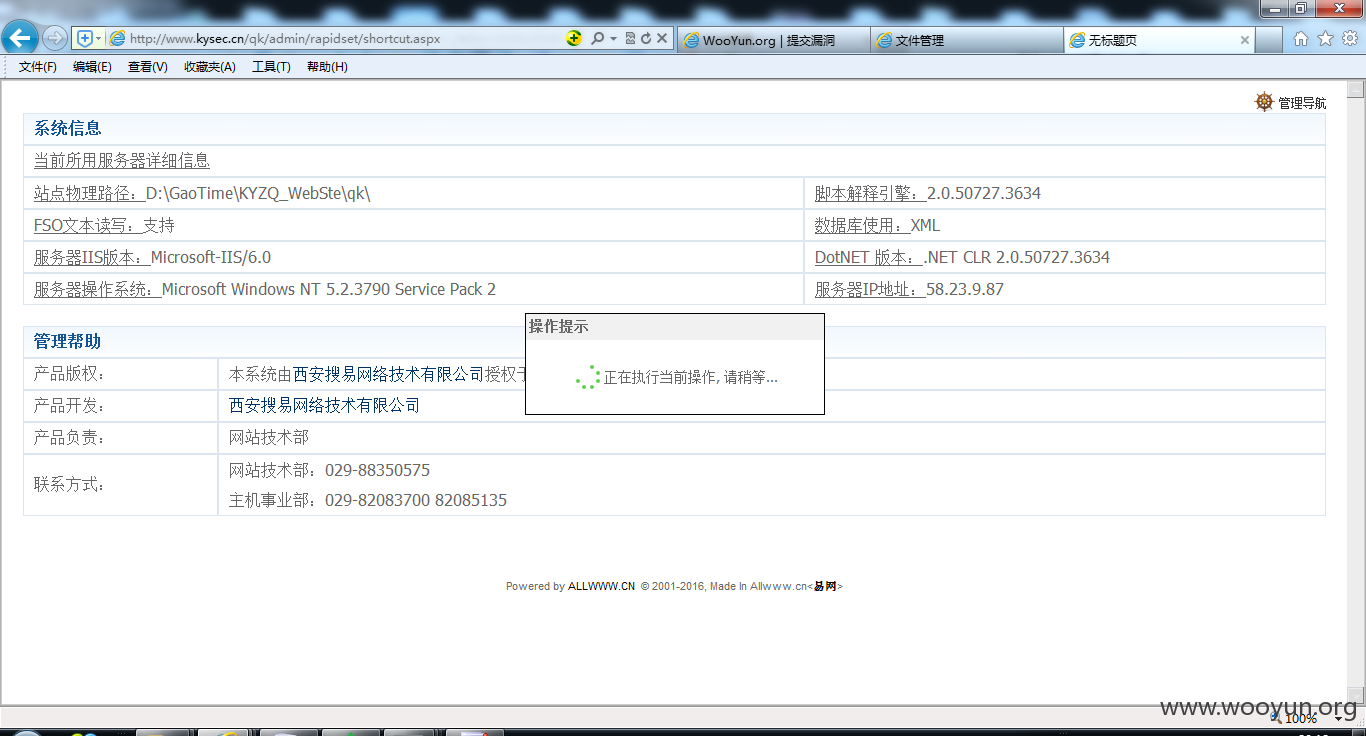 http://www.kysec.cn/qk/admin/rapidset/shortcut.aspx
WooYun.org | 提交漏洞
文件管理
无标题页
文件(F) 编辑(E) 查看(V) 收藏夹(A) 工具(T) 帮助(H)
管理导航
系统信息
当前所用服务器详细信息
站点物理路径：D:\GaoTime\KYZQ_WebSte\qk\ 脚本解释引擎：2.0.50727.3634
FSO文本读写：支持 数据库使用：XML
服务器IIS版本：Microsoft-IIS/6.0 DotNET 版本：.NET CLR 2.0.50727.3634
服务器操作系统：Microsoft Windows NT 5.2.3790 Service Pack 2 服务器IP地址：58.23.9.87
操作提示
正在执行当前操作, 请稍等...
管理帮助
产品版权： 本系统由西安搜易网络技术有限公司授权于
产品开发： 西安搜易网络技术有限公司
产品负责： 网站技术部
联系方式： 网站技术部：029-88350575
主机事业部：029-82083700 82085135
Powered by ALLWWW.CN © 2001-2016, Made In Allwww.cn<易网>
www.wooyun.org
100%